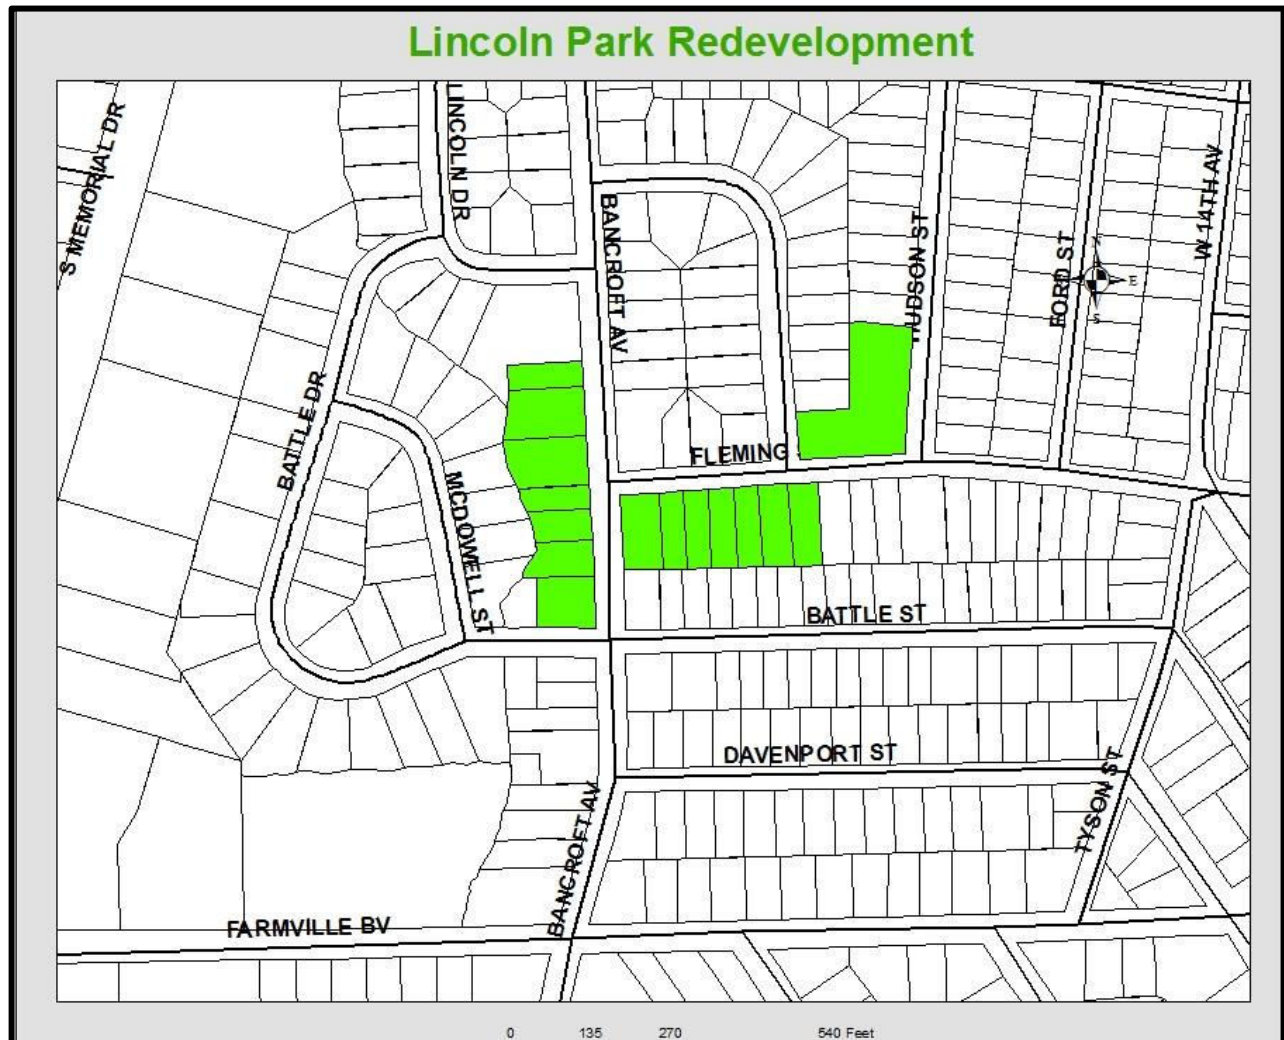 Lincoln Park Redevelopment
S MEMORIAL DR
LINCOLN DR
BANCROFT AV
HUDSON ST
FORD ST
W 14TH AV
E
S
BATTLE DR
FLEMING
MCDOWELL ST
BATTLE ST
DAVENPORT ST
TYSON ST
BANCROFT AV
FARMVILLE BV
0 135 270 540 Feet